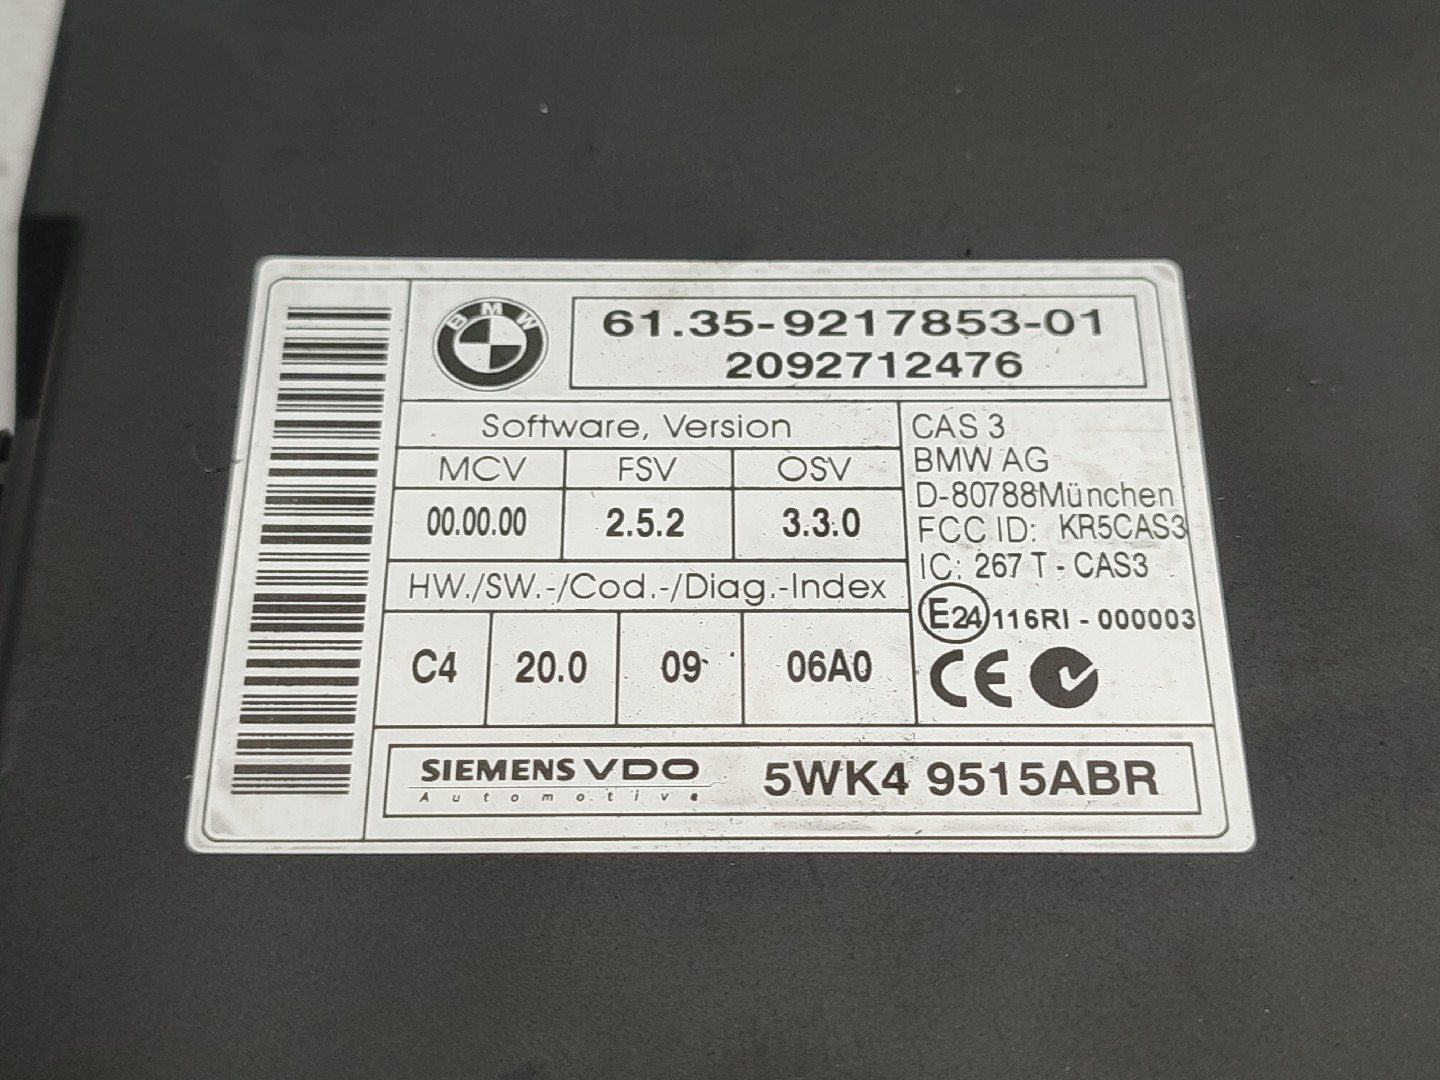 BMW
61.35-9217853-01
2092712476
Software, Version
MCV FSV OSV
00.00.00 2.5.2 3.3.0
HW./SW.-/Cod.-/Diag.-Index
C4 20.0 09 06A0
CAS 3
BMW AG
D-80788München
FCC ID: KR5CAS3
IC: 267 T - CAS3
E24 116RI - 000003
CE
SIEMENS VDO
Automotive
5WK4 9515ABR